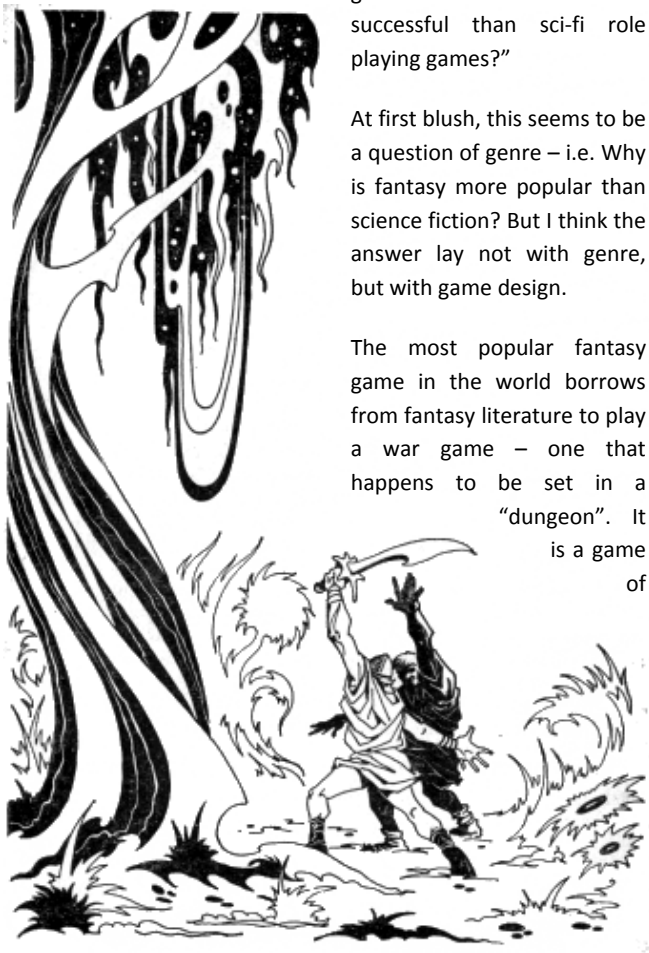 successful than sci-fi role
playing games?”
At first blush, this seems to be
a question of genre – i.e. Why
is fantasy more popular than
science fiction? But I think the
answer lay not with genre,
but with game design.
The most popular fantasy
game in the world borrows
from fantasy literature to play
a war game – one that
happens to be set in a
“dungeon”. It
is a game
of